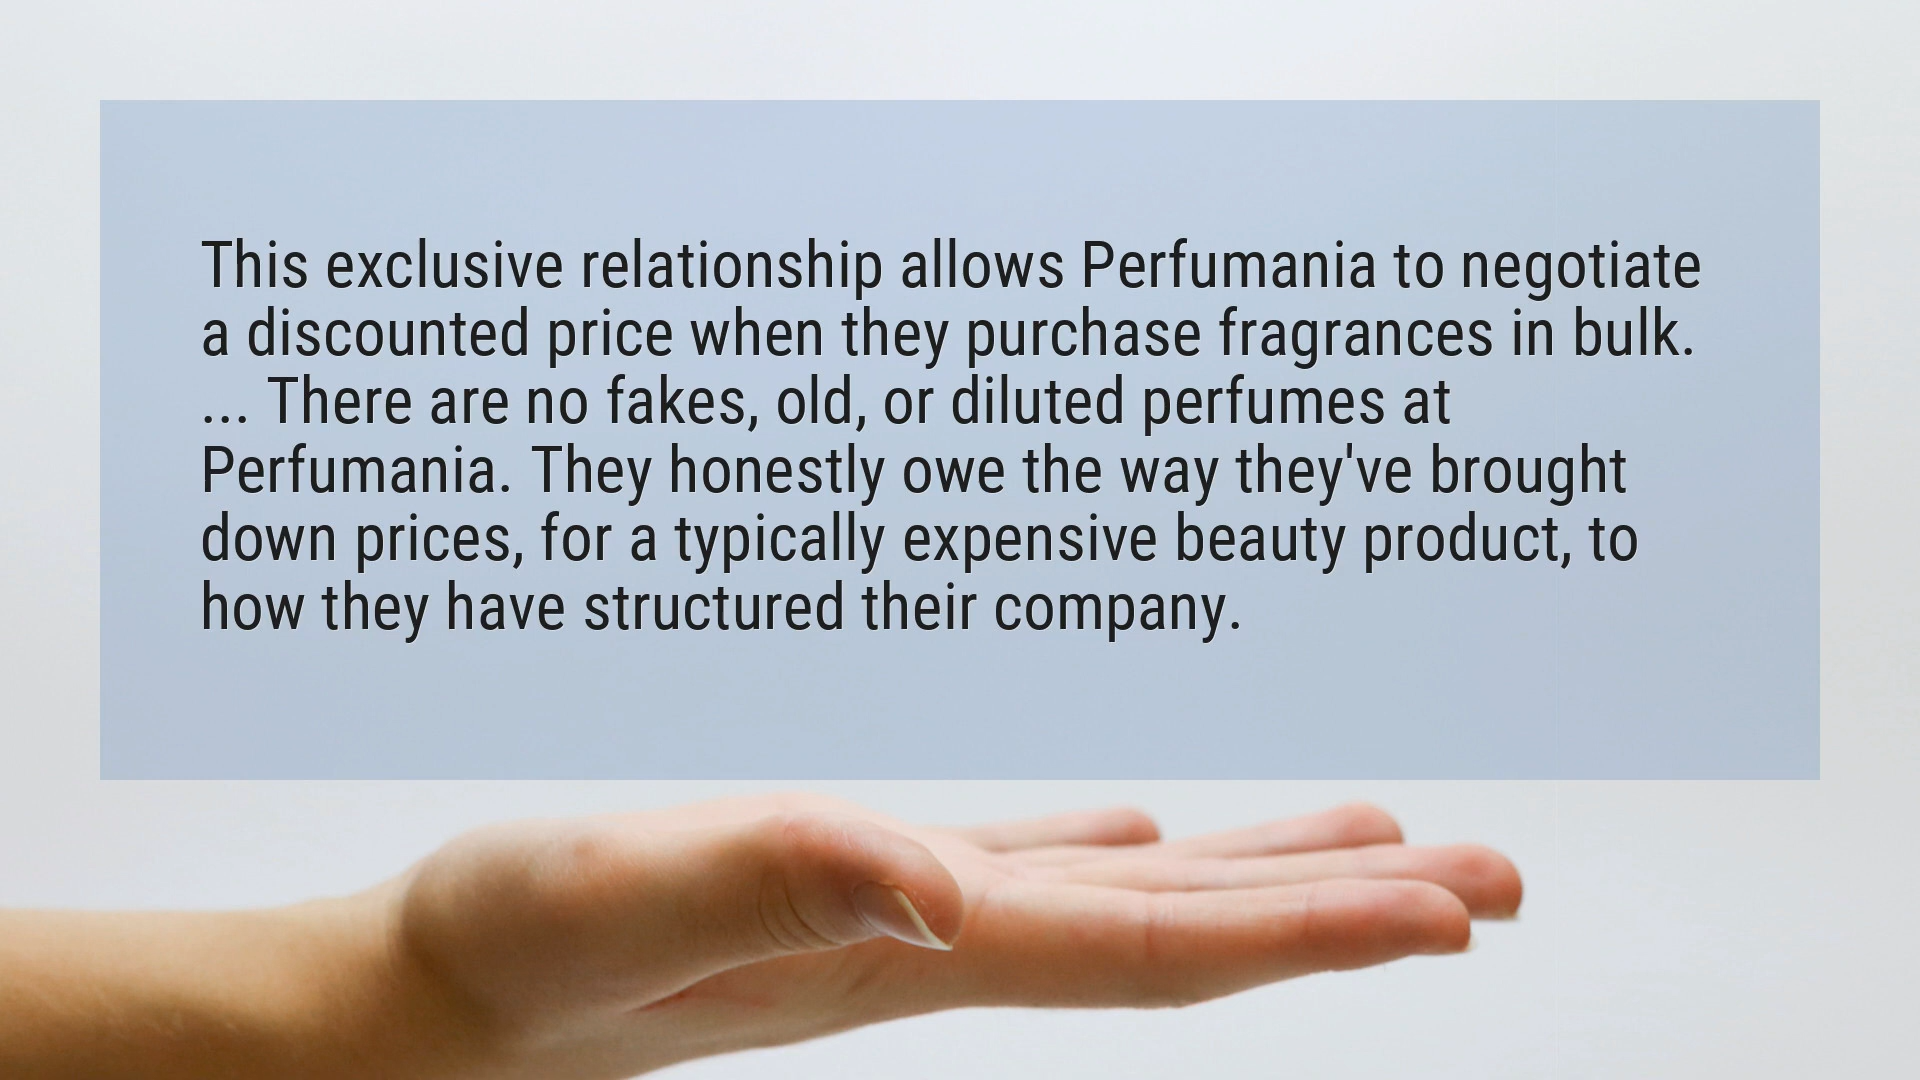 This exclusive relationship allows Perfumania to negotiate
a discounted price when they purchase fragrances in bulk.
... There are no fakes, old, or diluted perfumes at
Perfumania. They honestly owe the way they've brought
down prices, for a typically expensive beauty product, to
how they have structured their company.